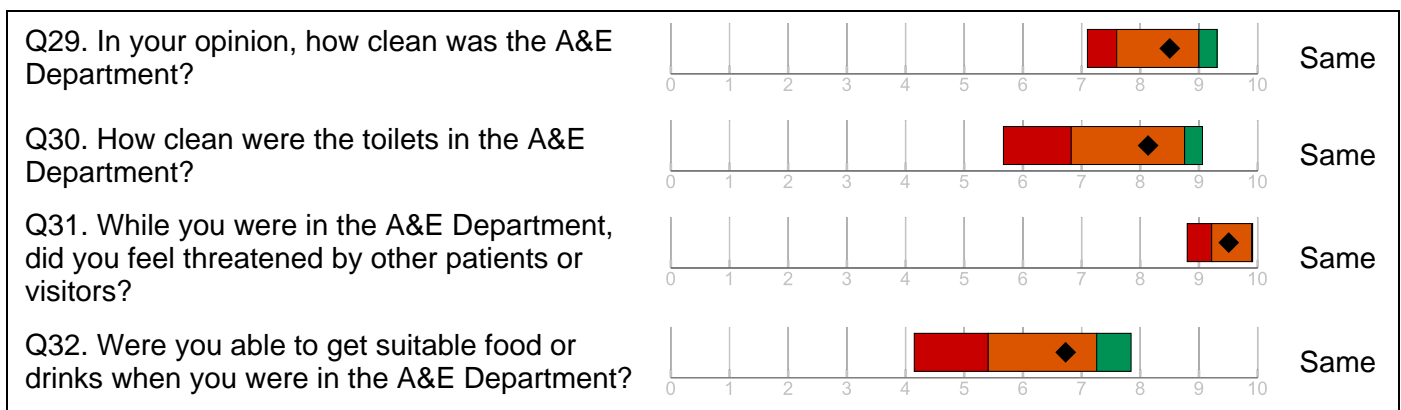 Q29. In your opinion, how clean was the A&E
Department?
Same
0 1 2 3 4 5 6 7 8 9 10
Q30. How clean were the toilets in the A&E
Department?
Same
0 1 2 3 4 5 6 7 8 9 10
Q31. While you were in the A&E Department,
did you feel threatened by other patients or
visitors?
Same
0 1 2 3 4 5 6 7 8 9 10
Q32. Were you able to get suitable food or
drinks when you were in the A&E Department?
Same
0 1 2 3 4 5 6 7 8 9 10